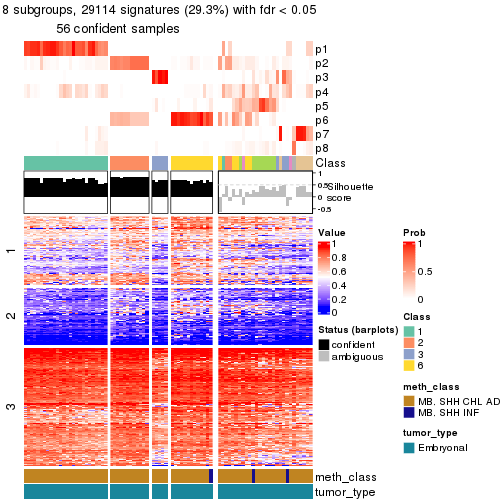 8 subgroups, 29114 signatures (29.3%) with fdr < 0.05
56 confident samples
p1
p2
p3
p4
p5
p6
p7
p8
Class
1
0.5
0
-0.5
Silhouette
score
1
2
3
meth_class
tumor_type
Value
1
0.8
0.6
0.4
0.2
0
Status (barplots)
confident
ambiguous
Prob
1
0.5
0
Class
1
2
3
6
meth_class
MB. SHH CHL AD
MB. SHH INF
tumor_type
Embryonal